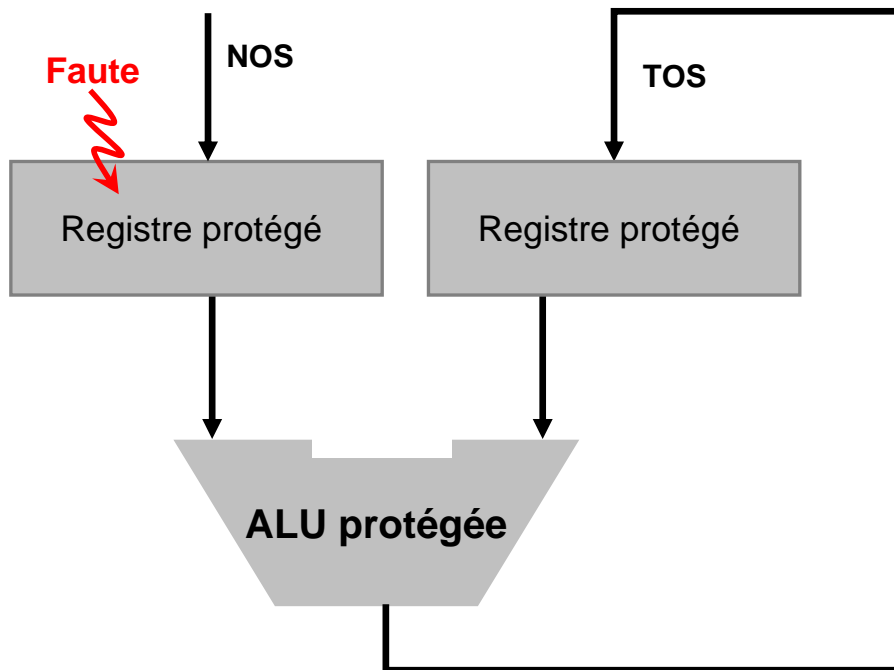 NOS
Faute
TOS
Registre protégé
Registre protégé
ALU protégée